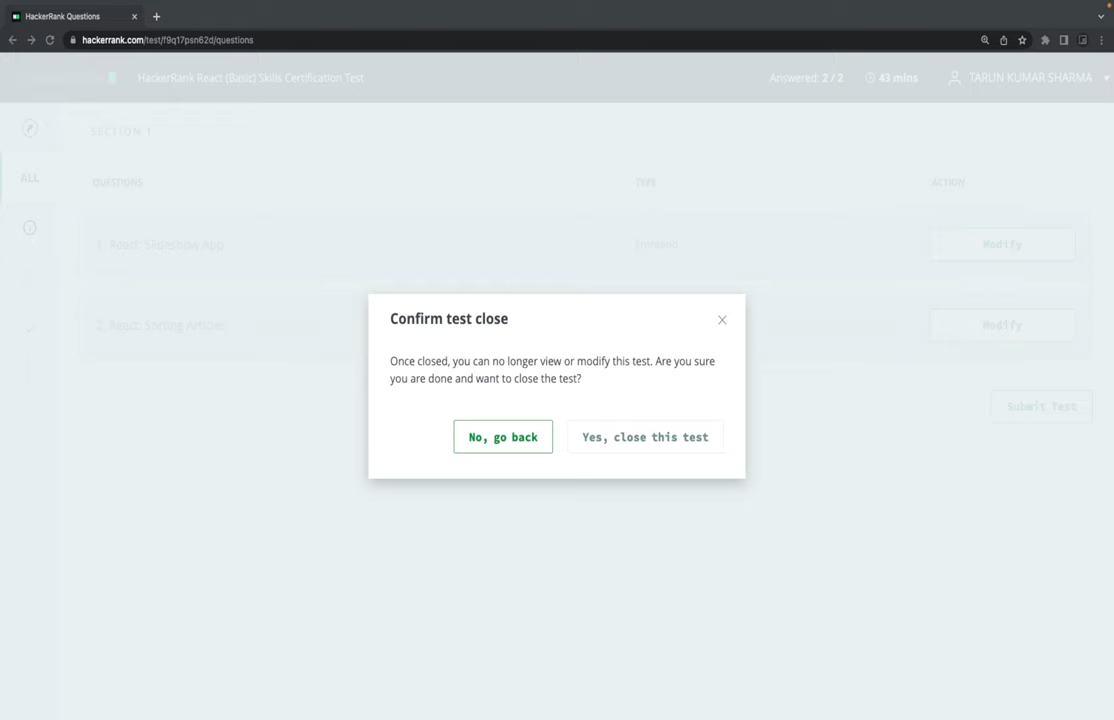 HackerRank Questions
hackerrank.com/test/f9q17psn62d/questions
HackerRank React (Basic) Skills Certification Test
Answered: 2 / 2
43 mins
TARUN KUMAR SHARMA
SECTION 1
ALL
QUESTIONS
TYPE
ACTION
1. React: Slideshow App
Modify
2. React: Sorting Articles
Modify
Submit Test
Confirm test close
Once closed, you can no longer view or modify this test. Are you sure
you are done and want to close the test?
No, go back
Yes, close this test